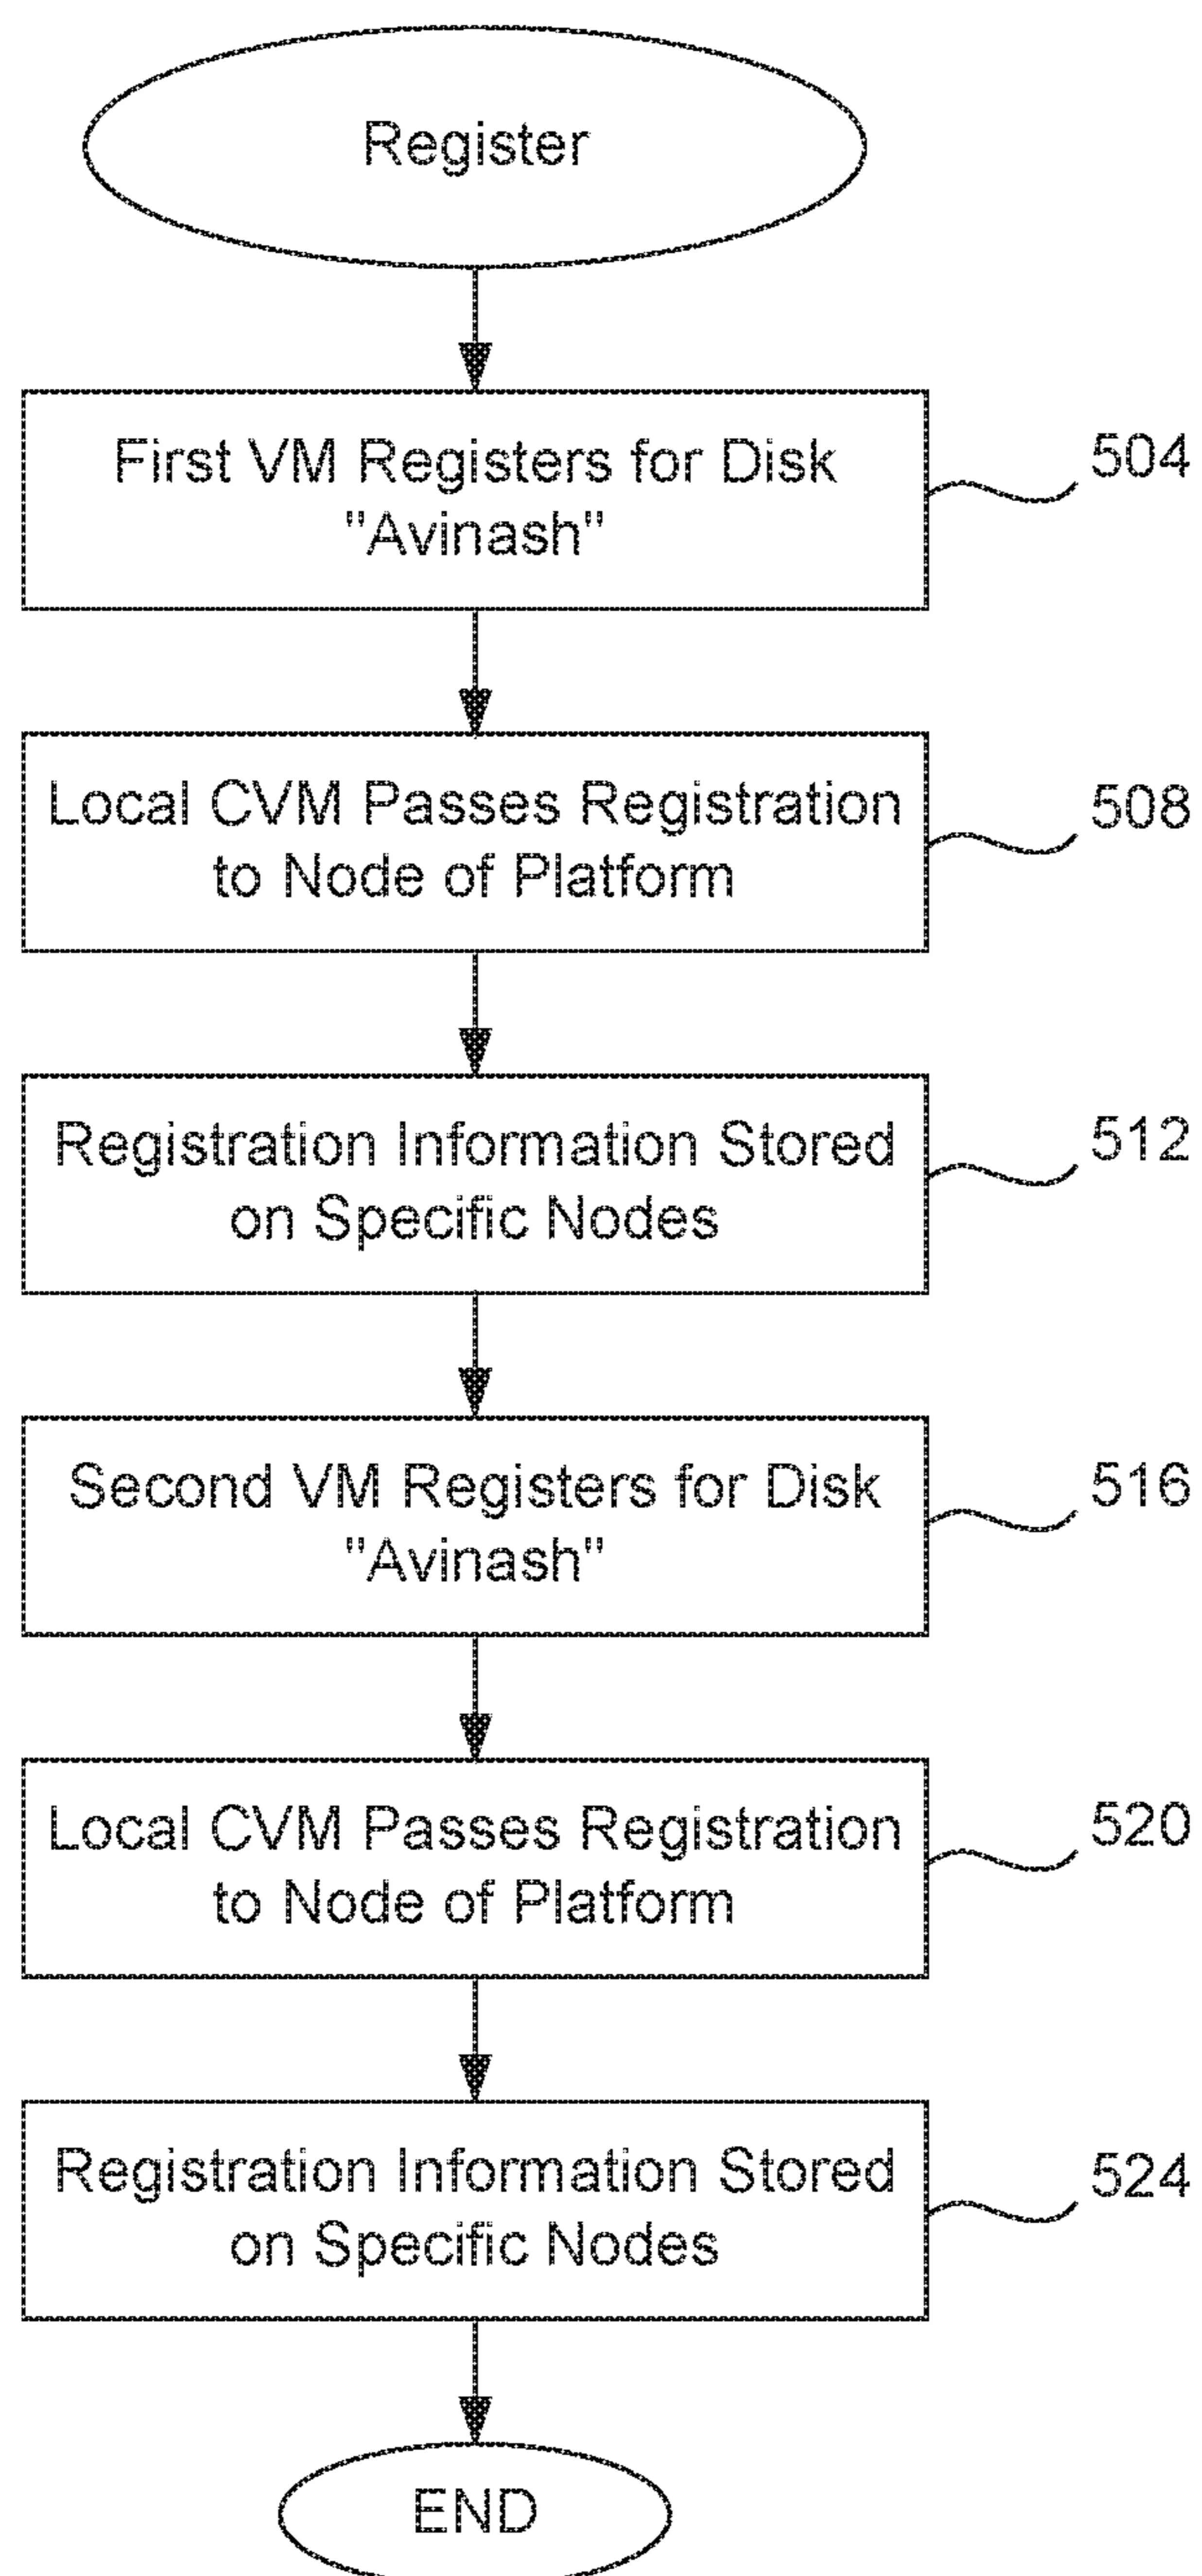 Register
First VM Registers for Disk
"Avinash"
504
Local CVM Passes Registration
to Node of Platform
508
Registration Information Stored
on Specific Nodes
512
Second VM Registers for Disk
"Avinash"
516
Local CVM Passes Registration
to Node of Platform
520
Registration Information Stored
on Specific Nodes
524
END